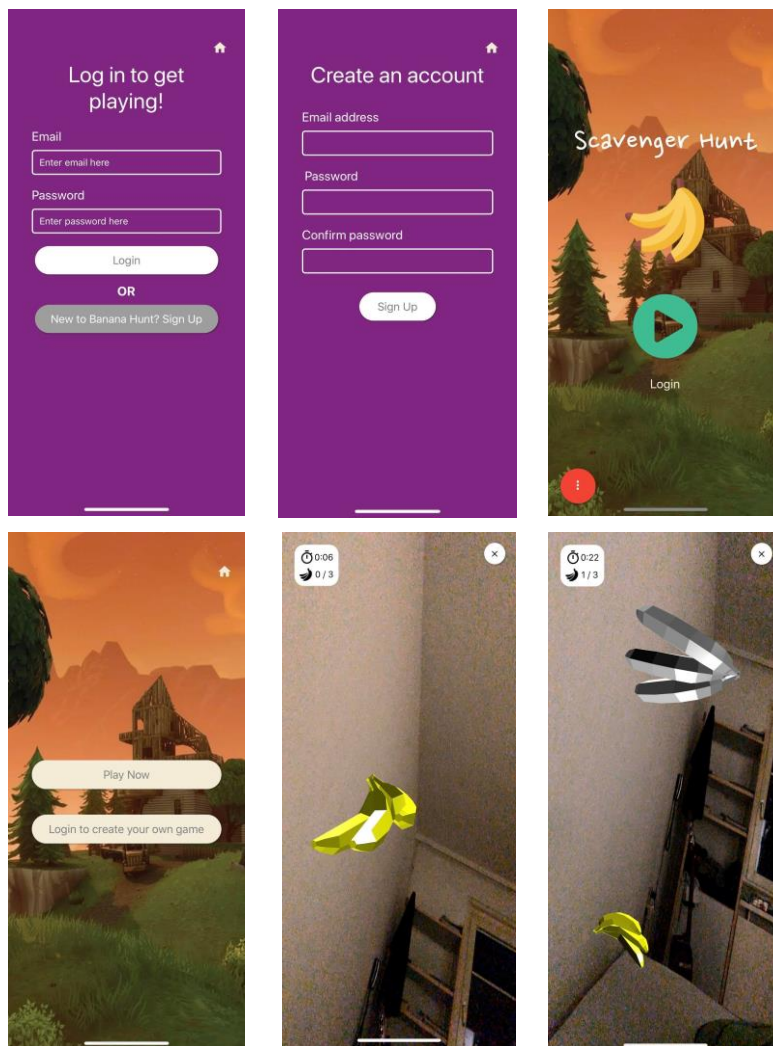 Log in to get
playing!
Email
Enter email here
Password
Enter password here
Login
OR
New to Banana Hunt? Sign Up
Create an account
Email address
Password
Confirm password
Sign Up
Scavenger Hunt
Login
Play Now
Login to create your own game
0:06
0 / 3
0:22
1 / 3